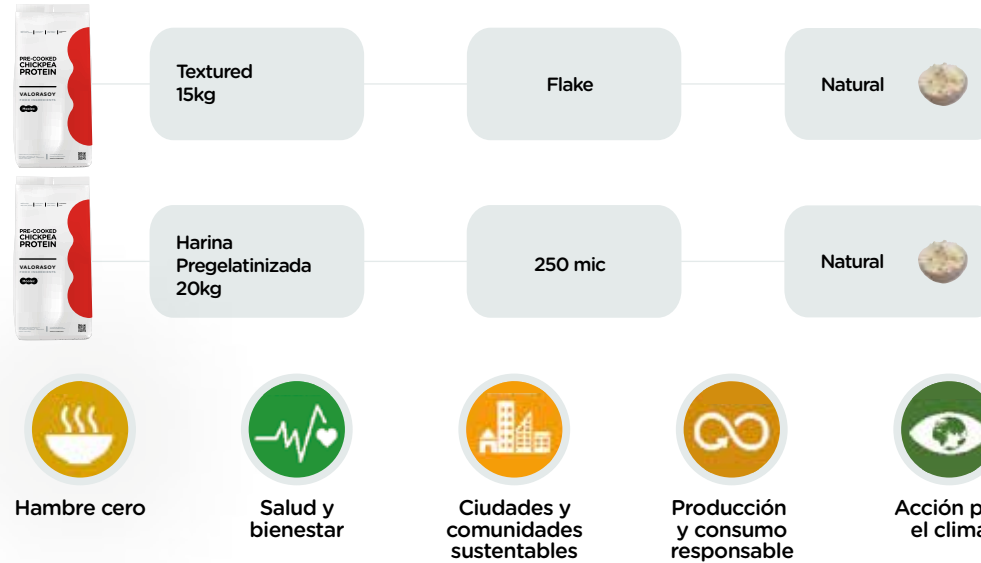 PRE-COOKED
CHICKPEA
PROTEIN
VALORASOY
Textured
15kg
Flake
Natural
PRE-COOKED
CHICKPEA
PROTEIN
VALORASOY
Harina
Pregelatinizada
20kg
250 mic
Natural
Hambre cero
Salud y
bienestar
Ciudades y
comunidades
sustentables
Producción
y consumo
responsable
Acción p
el clima